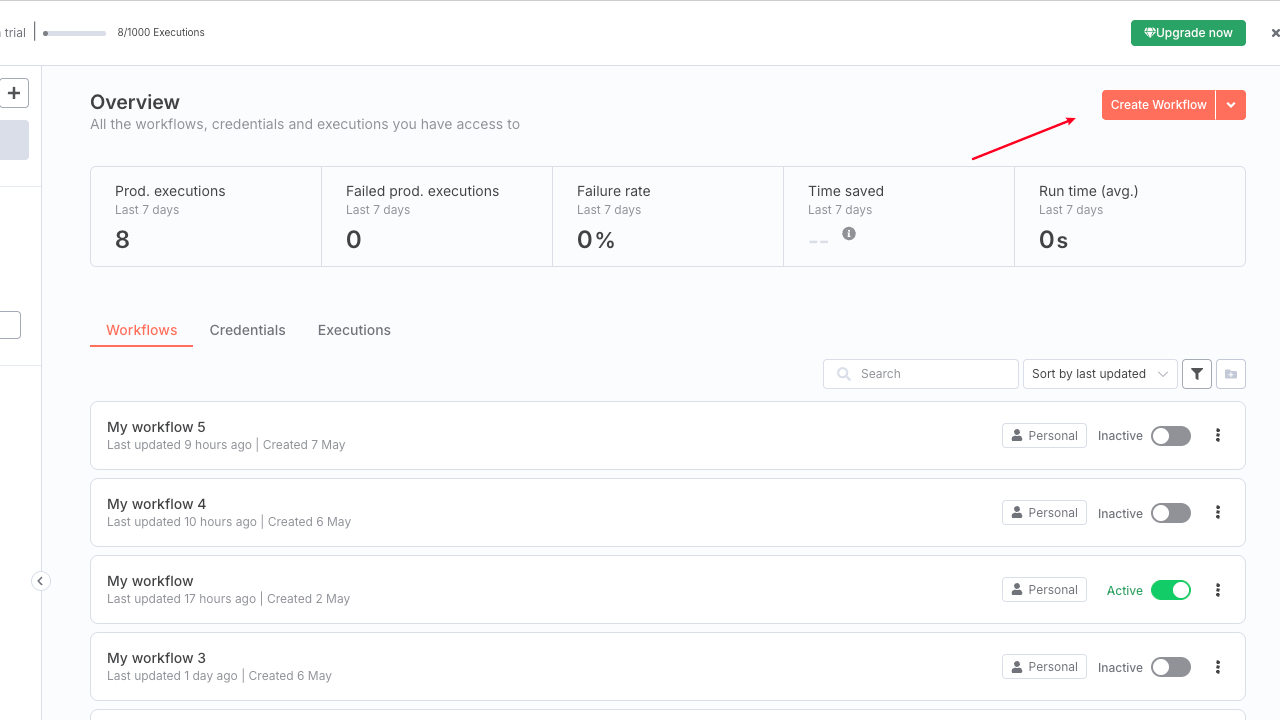 trial
8/1000 Executions
Upgrade now
Overview
All the workflows, credentials and executions you have access to
Create Workflow
Prod. executions
Last 7 days
8
Failed prod. executions
Last 7 days
0
Failure rate
Last 7 days
0%
Time saved
Last 7 days
--
Run time (avg.)
Last 7 days
0s
Workflows
Credentials
Executions
Search
Sort by last updated
My workflow 5
Last updated 9 hours ago | Created 7 May
Personal
Inactive
My workflow 4
Last updated 10 hours ago | Created 6 May
Personal
Inactive
My workflow
Last updated 17 hours ago | Created 2 May
Personal
Active
My workflow 3
Last updated 1 day ago | Created 6 May
Personal
Inactive